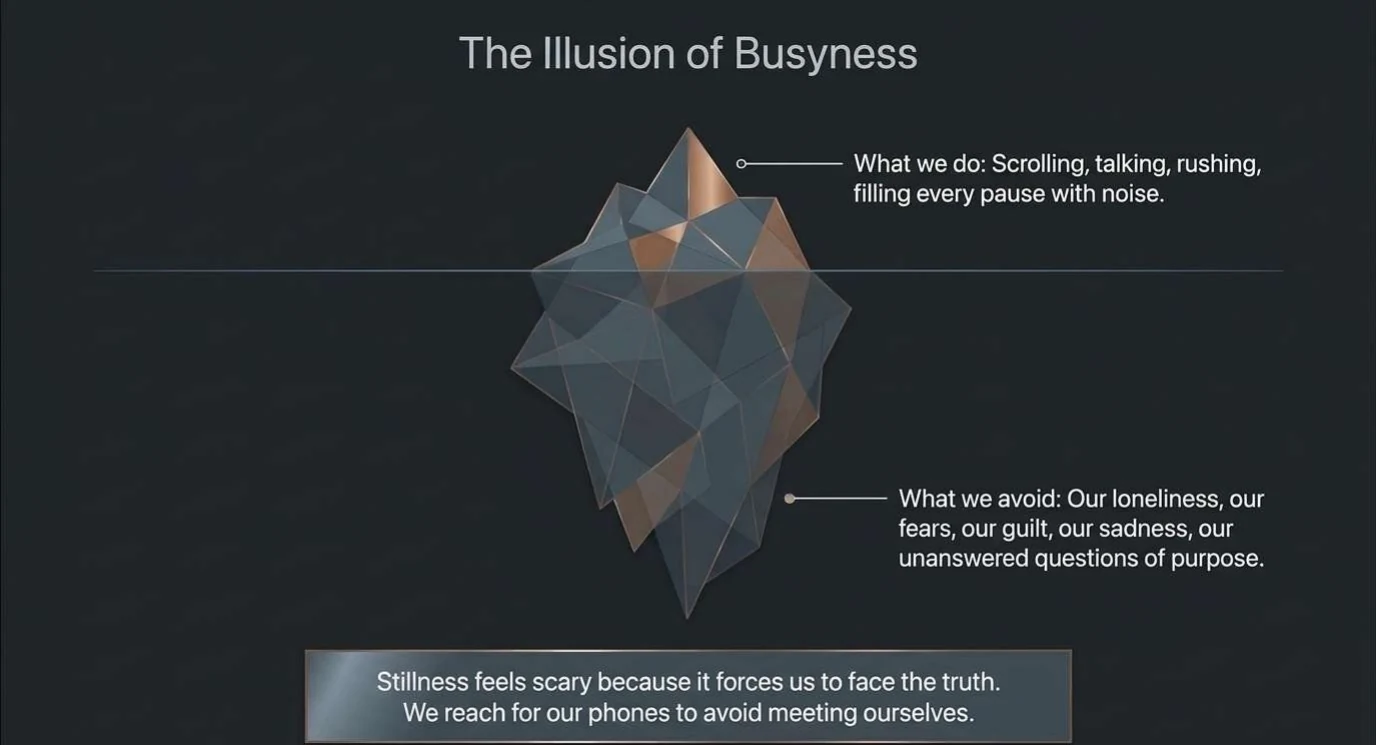 The Illusion of Busyness
What we do: Scrolling, talking, rushing,
filling every pause with noise.
What we avoid: Our loneliness, our
fears, our guilt, our sadness, our
unanswered questions of purpose.
Stillness feels scary because it forces us to face the truth.
We reach for our phones to avoid meeting ourselves.